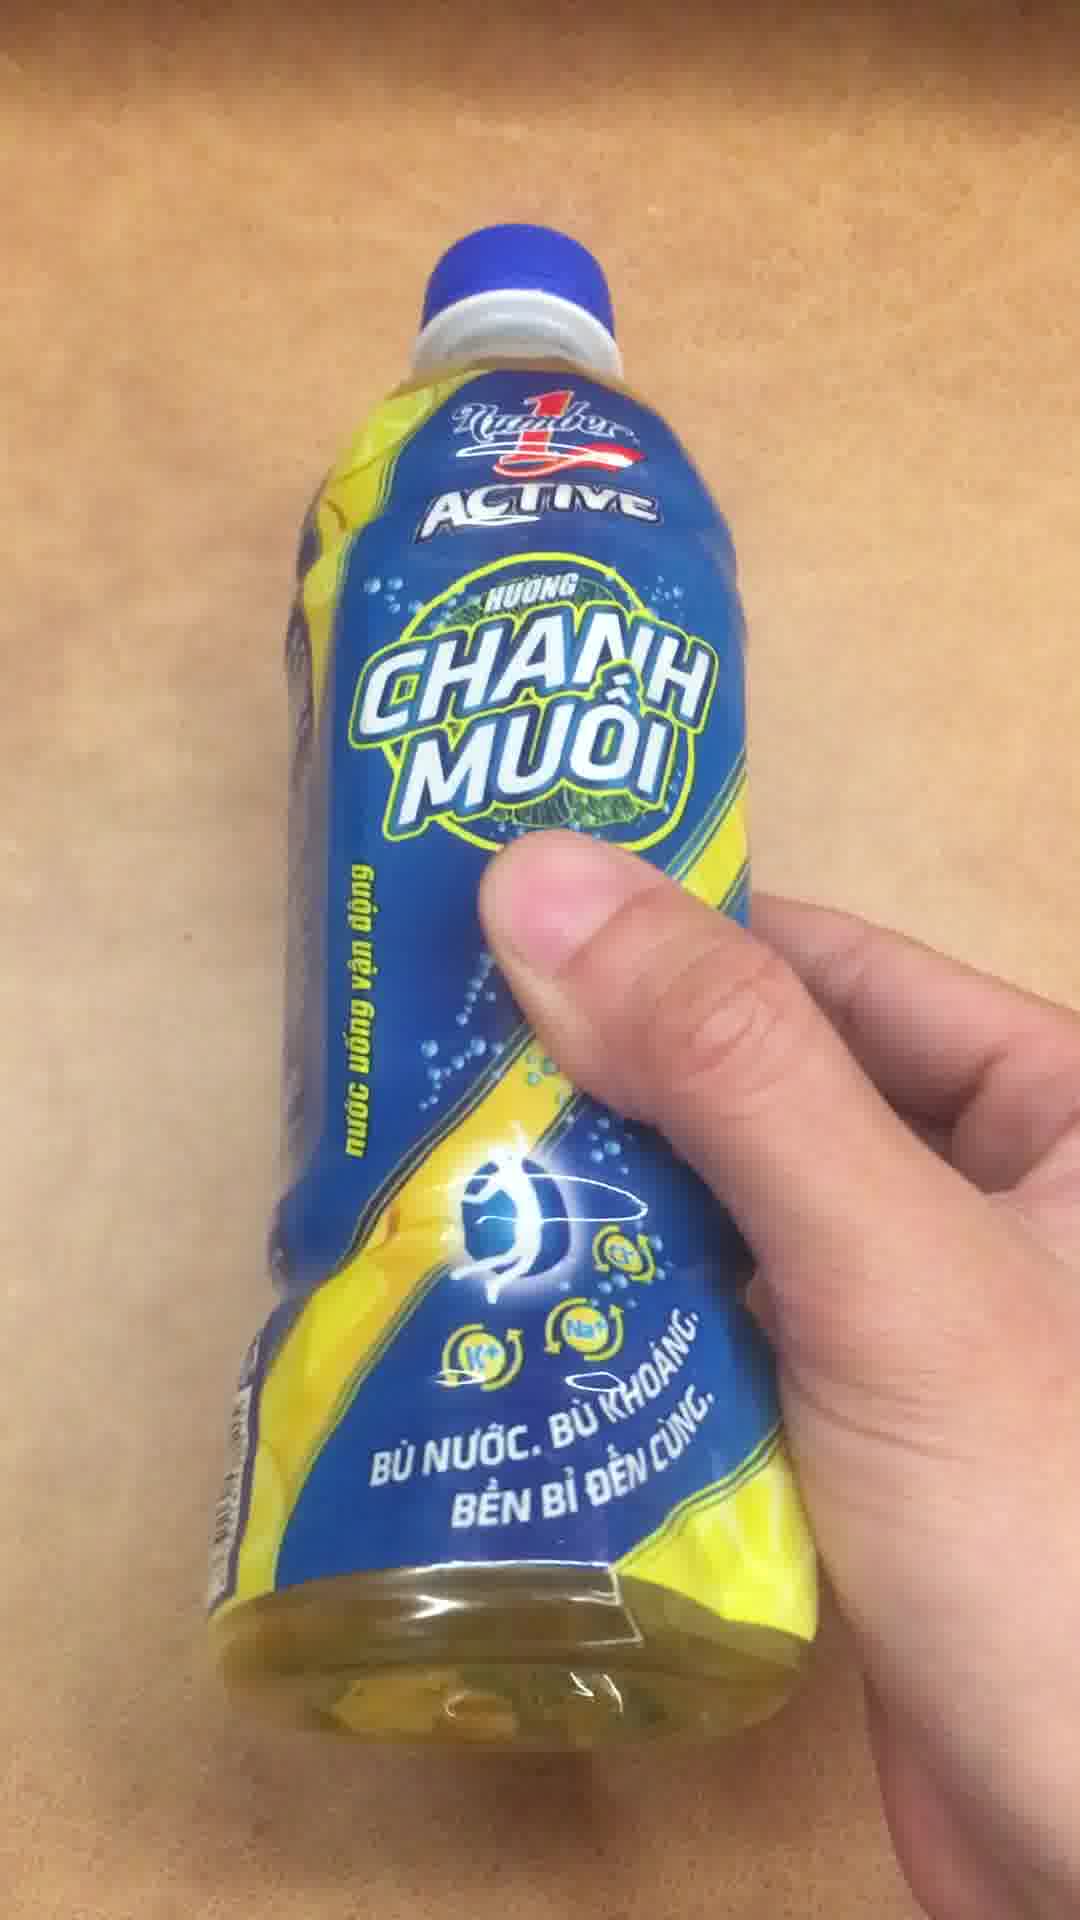 Number 1
ACTIVE
HƯƠNG
CHANH
MUỐI
nước uống vận động
Cl-
Na+
K+
BÙ NƯỚC. BÙ KHOÁNG.
BỀN BỈ ĐẾN CÙNG.